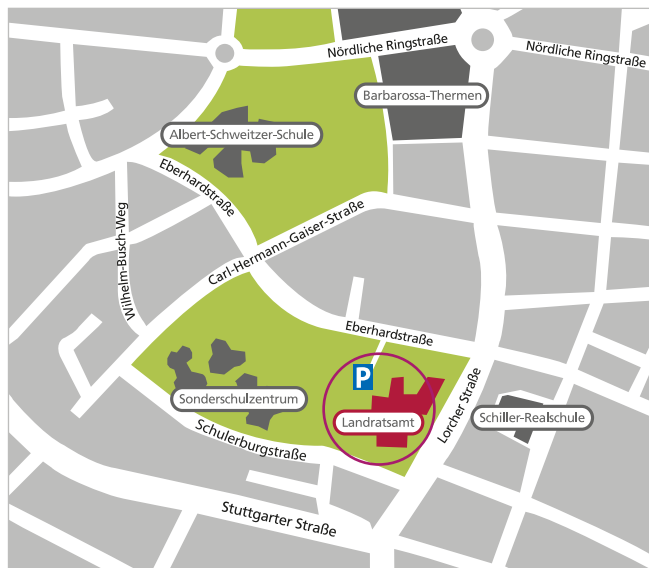 Nördliche Ringstraße
Nördliche Ringstraße
Barbarossa-Thermen
Albert-Schweitzer-Schule
Eberhardstraße
Carl-Hermann-Gaiser-Straße
Wilhelm-Busch-Weg
Eberhardstraße
P
Sonderschulzentrum
Landratsamt
Lorcher Straße
Schiller-Realschule
Schulerburgstraße
Stuttgarter Straße